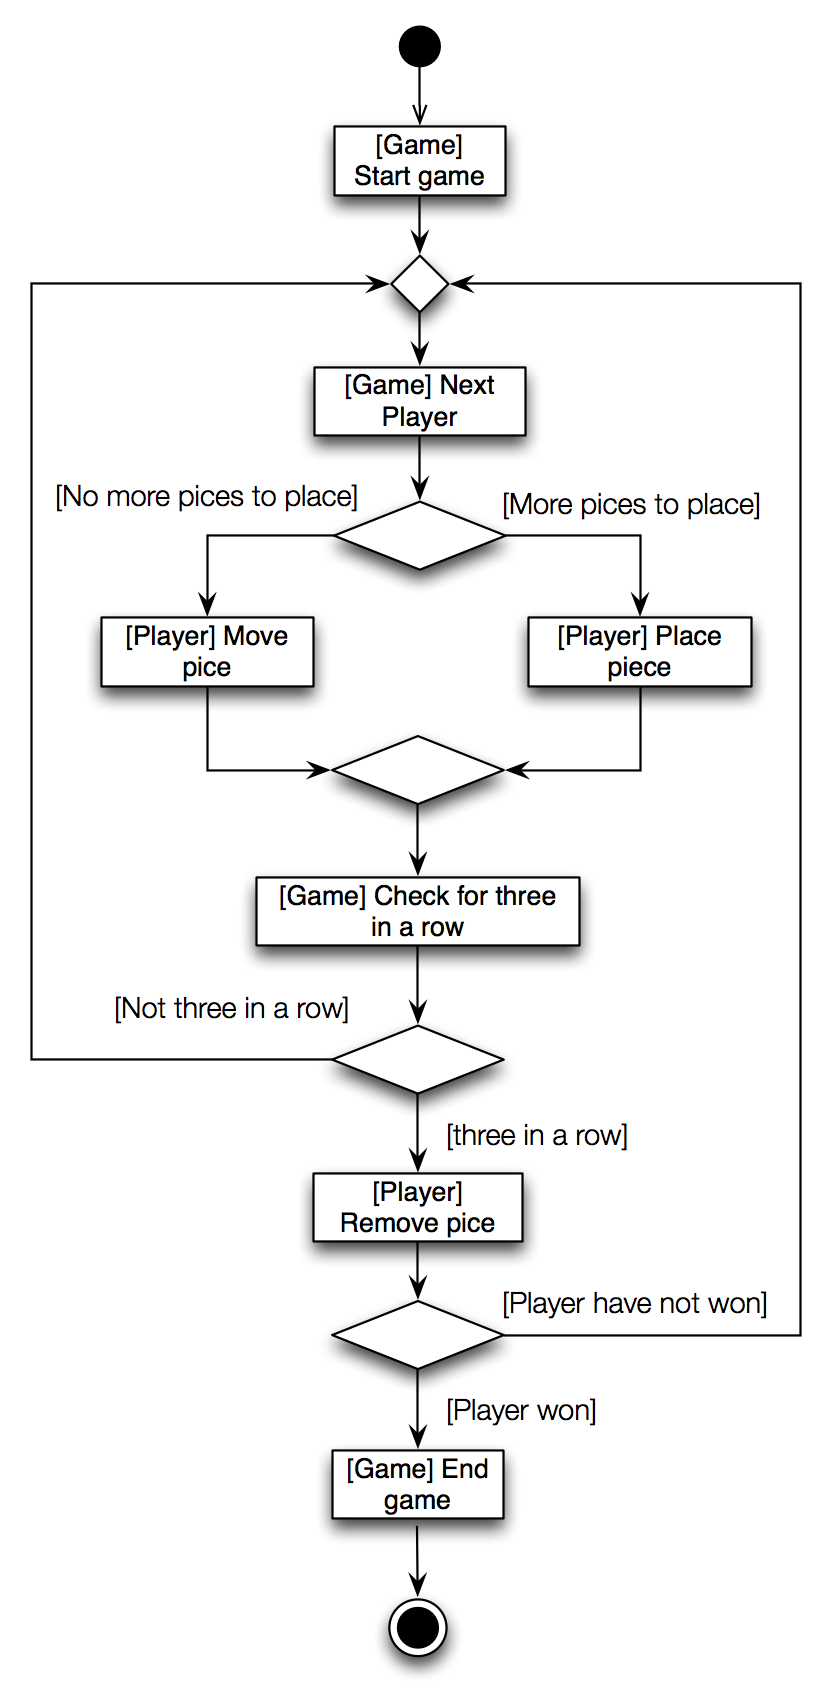 [Game]
Start game
[Game] Next
Player
[No more pices to place]
[More pices to place]
[Player] Move
pice
[Player] Place
piece
[Game] Check for three
in a row
[Not three in a row]
[three in a row]
[Player]
Remove pice
[Player have not won]
[Player won]
[Game] End
game